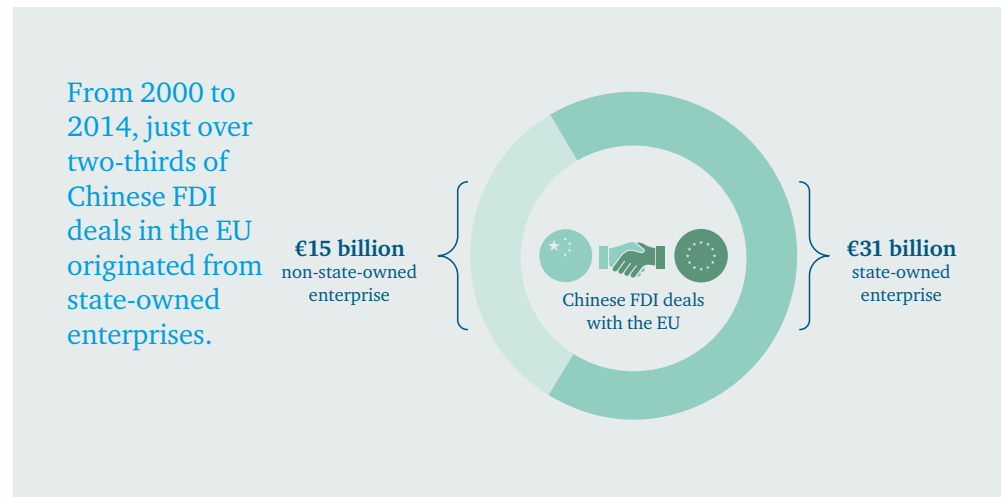 From 2000 to
2014, just over
two-thirds of
Chinese FDI
deals in the EU
originated from
state-owned
enterprises.
€15 billion
non-state-owned
enterprise
Chinese FDI deals
with the EU
€31 billion
state-owned
enterprise